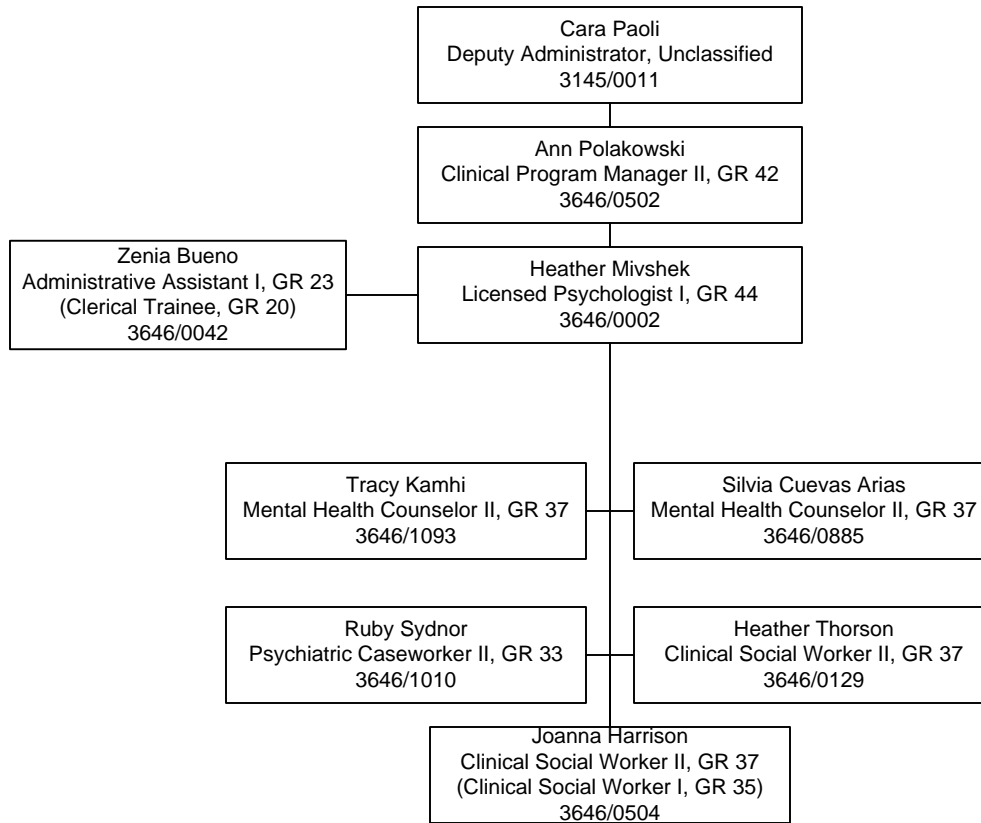 Cara Paoli
Deputy Administrator, Unclassified
3145/0011
Ann Polakowski
Clinical Program Manager II, GR 42
3646/0502
Zenia Bueno
Administrative Assistant I, GR 23
(Clerical Trainee, GR 20)
3646/0042
Heather Mivshek
Licensed Psychologist I, GR 44
3646/0002
Tracy Kamhi
Mental Health Counselor II, GR 37
3646/1093
Silvia Cuevas Arias
Mental Health Counselor II, GR 37
3646/0885
Ruby Sydnor
Psychiatric Caseworker II, GR 33
3646/1010
Heather Thorson
Clinical Social Worker II, GR 37
3646/0129
Joanna Harrison
Clinical Social Worker II, GR 37
(Clinical Social Worker I, GR 35)
3646/0504